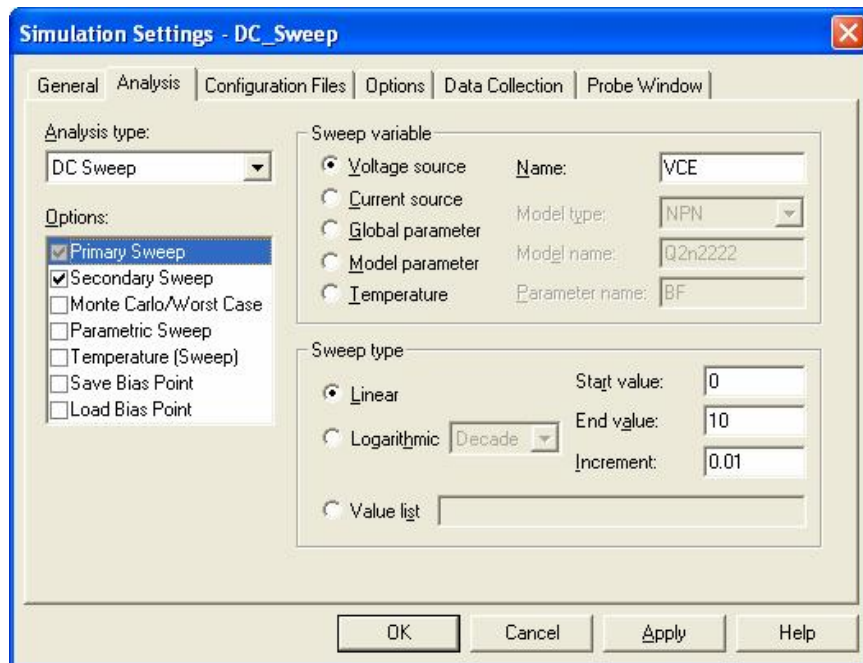 Simulation Settings - DC_Sweep
General Analysis Configuration Files Options Data Collection Probe Window
Analysis type:
DC Sweep
Options:
Primary Sweep
Secondary Sweep
Monte Carlo/Worst Case
Parametric Sweep
Temperature (Sweep)
Save Bias Point
Load Bias Point
Sweep variable
Voltage source
Current source
Global parameter
Model parameter
Temperature
Name: VCE
Model type: NPN
Model name: Q2n2222
Parameter name: BF
Sweep type
Linear
Logarithmic Decade
Value list
Start value: 0
End value: 10
Increment: 0.01
OK Cancel Apply Help